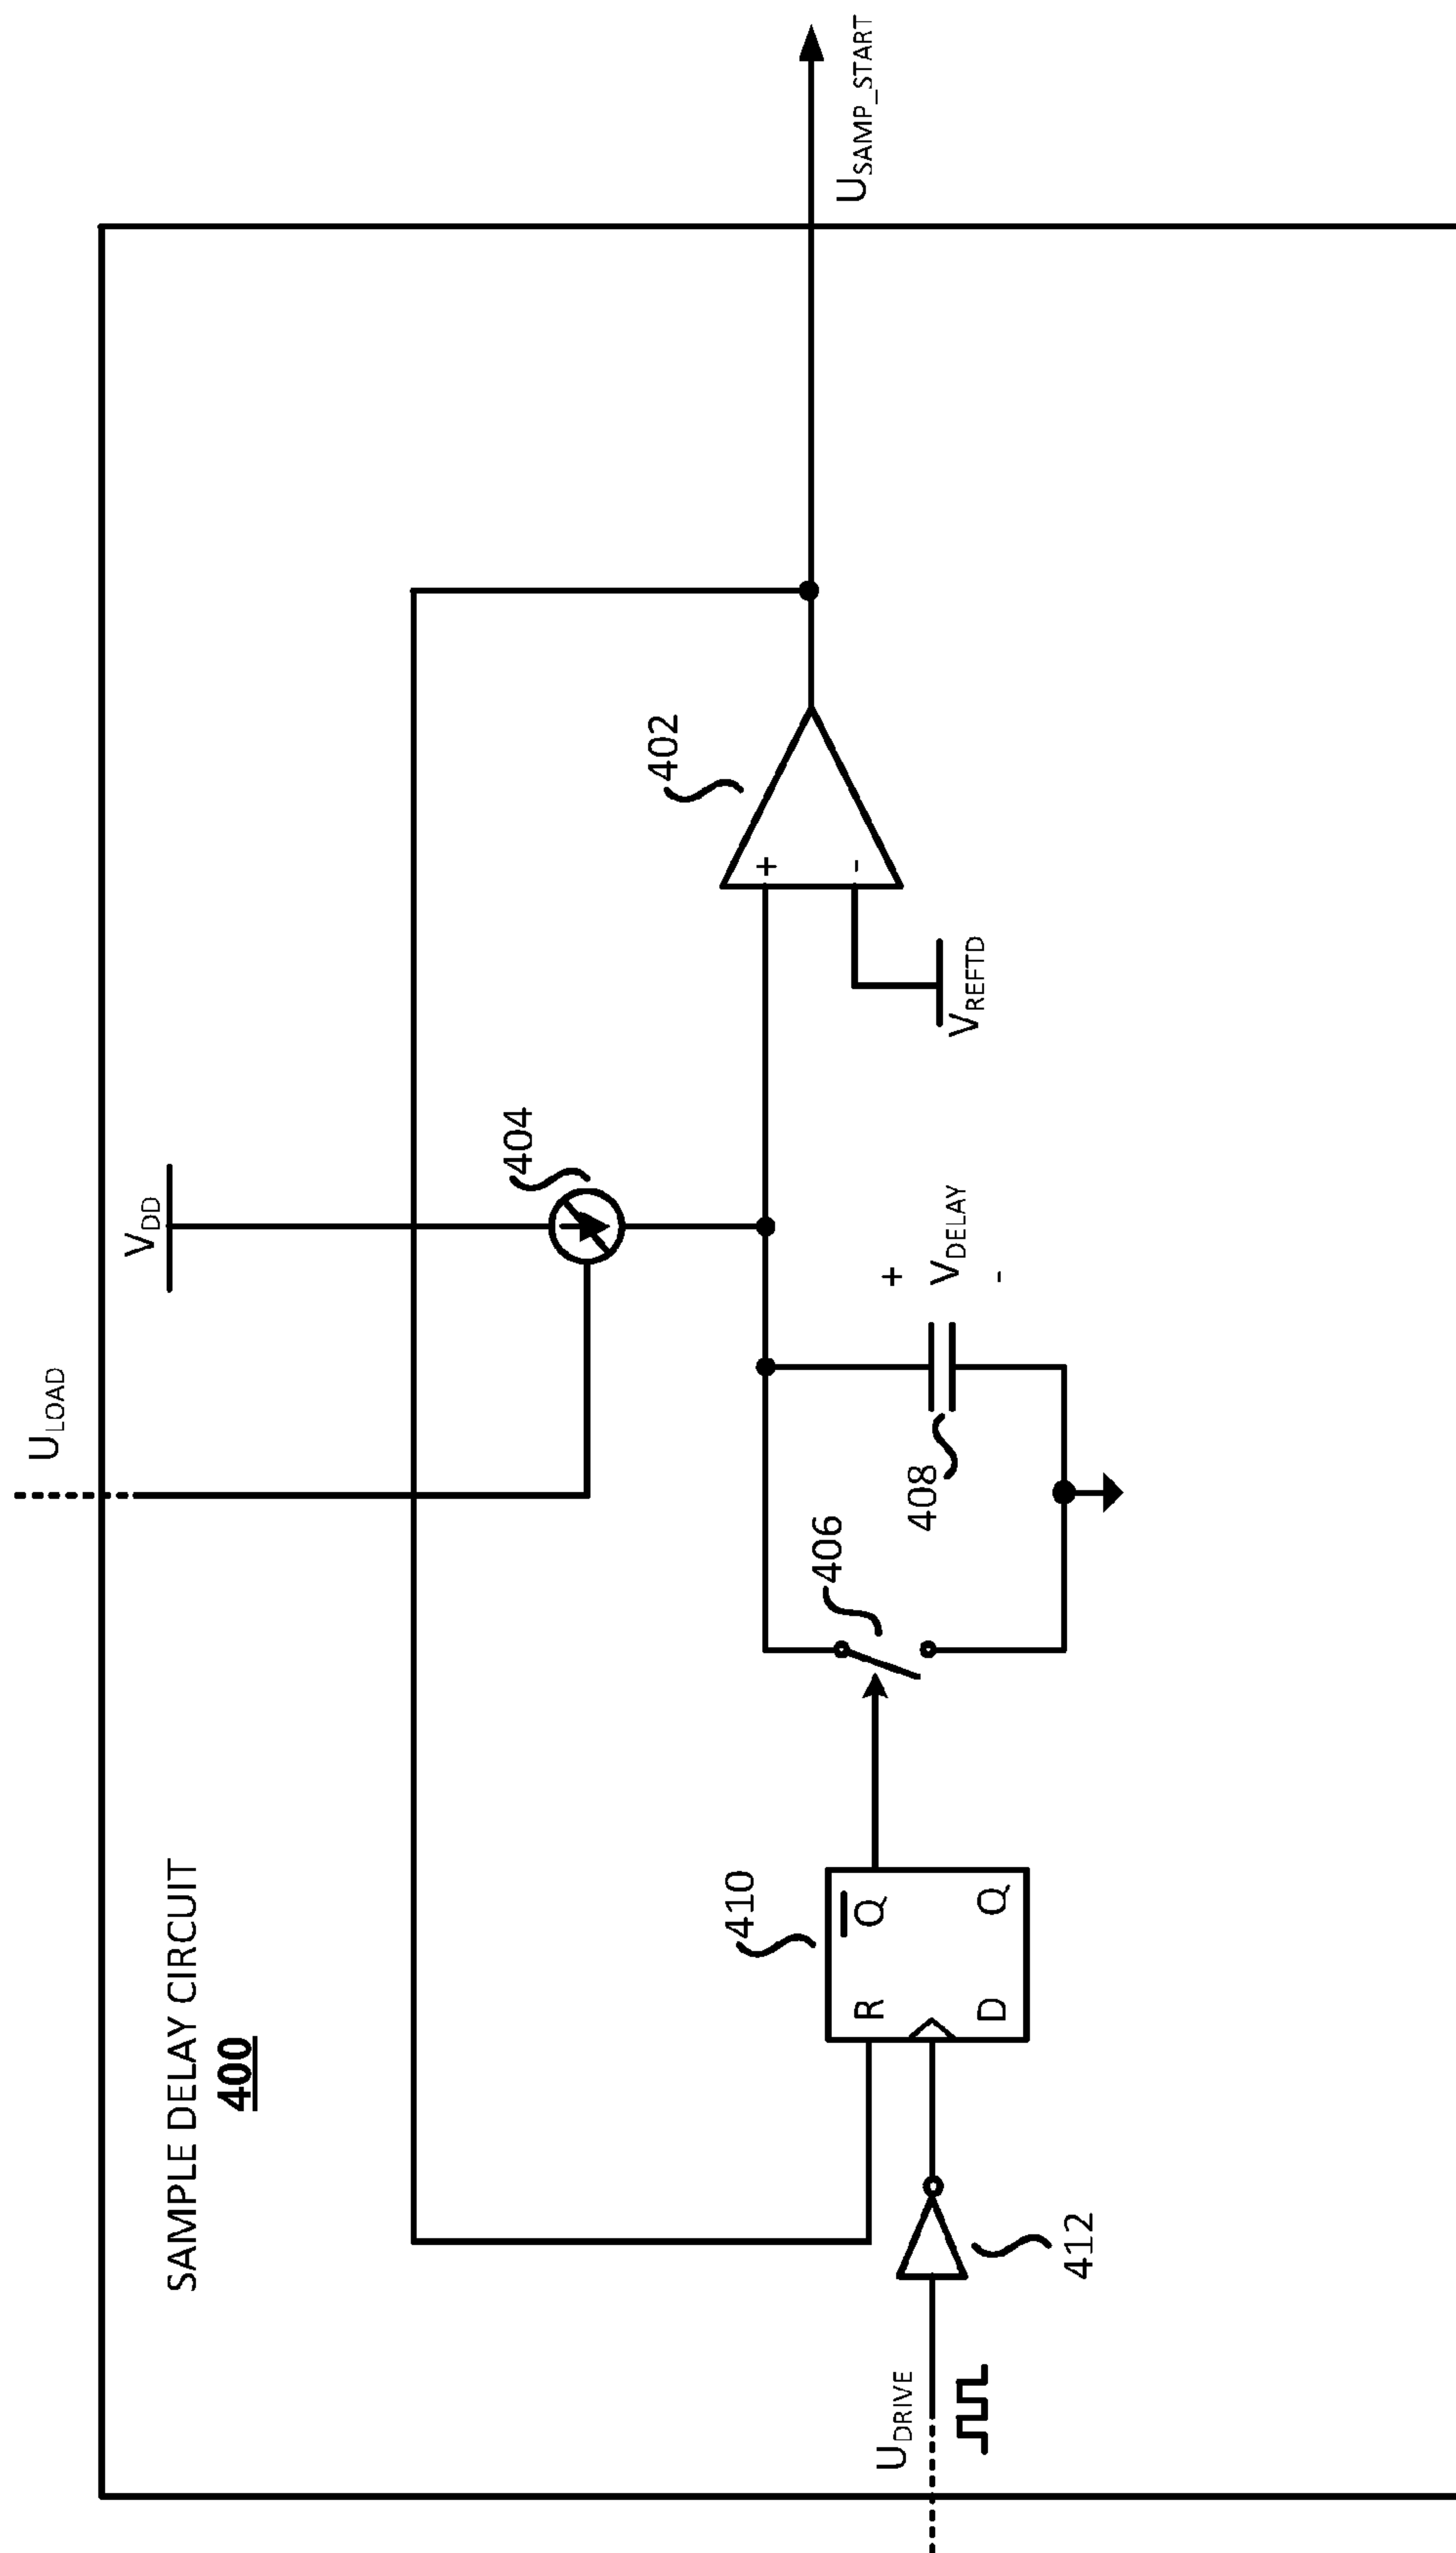 SAMPLE DELAY CIRCUIT
400
U_LOAD
V_DD
404
402
+
-
V_REFTD
U_SAMP_START
406
408
+
V_DELAY
-
410
R
Q̅
D
Q
412
U_DRIVE